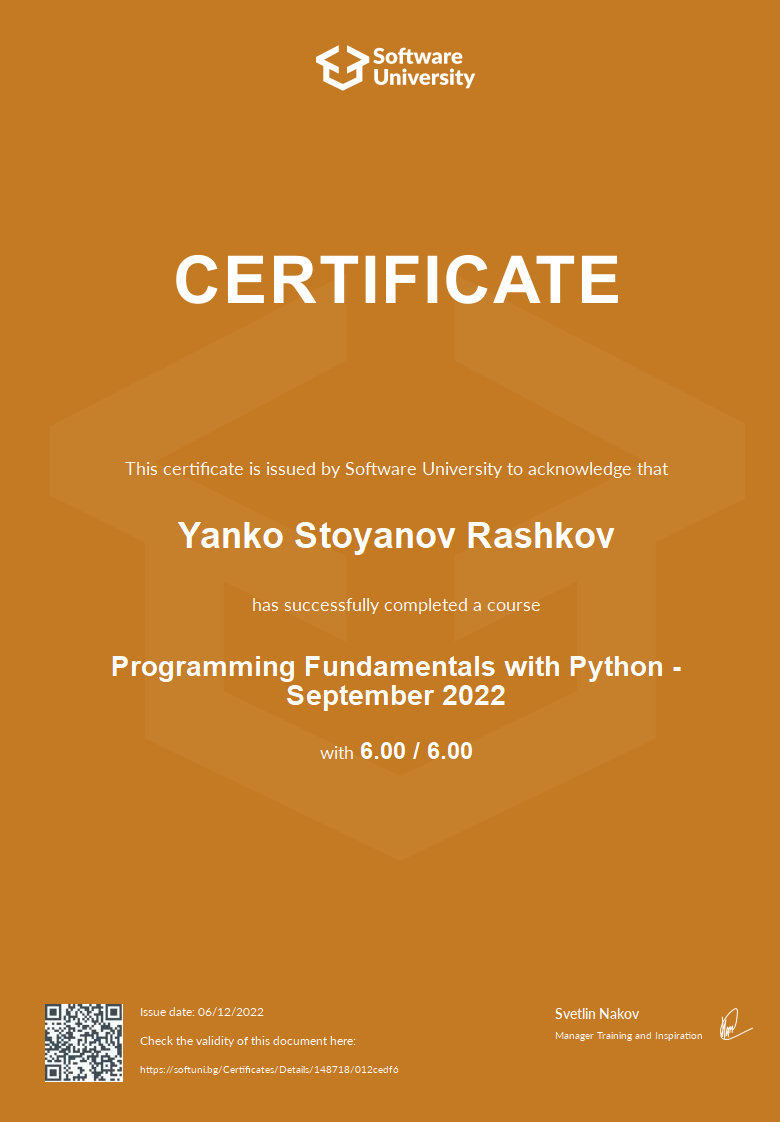 Software
University
CERTIFICATE
This certificate is issued by Software University to acknowledge that
Yanko Stoyanov Rashkov
has successfully completed a course
Programming Fundamentals with Python -
September 2022
with 6.00 / 6.00
Issue date: 06/12/2022
Check the validity of this document here:
https://softuni.bg/Certificates/Details/148718/012cedf6
Svetlin Nakov
Manager Training and Inspiration